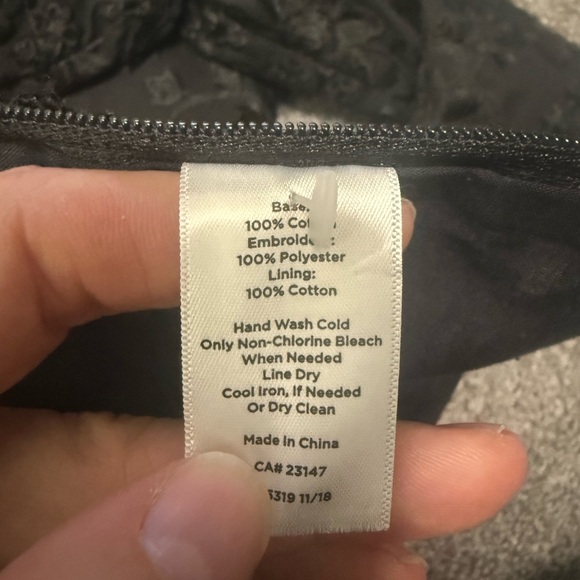 100% Cotton
100% Polyester
Lining:
100% Cotton
Hand Wash Cold
Only Non-Chlorine Bleach
When Needed
Line Dry
Cool Iron, If Needed
Or Dry Clean
Made in China
CA# 23147
11/18